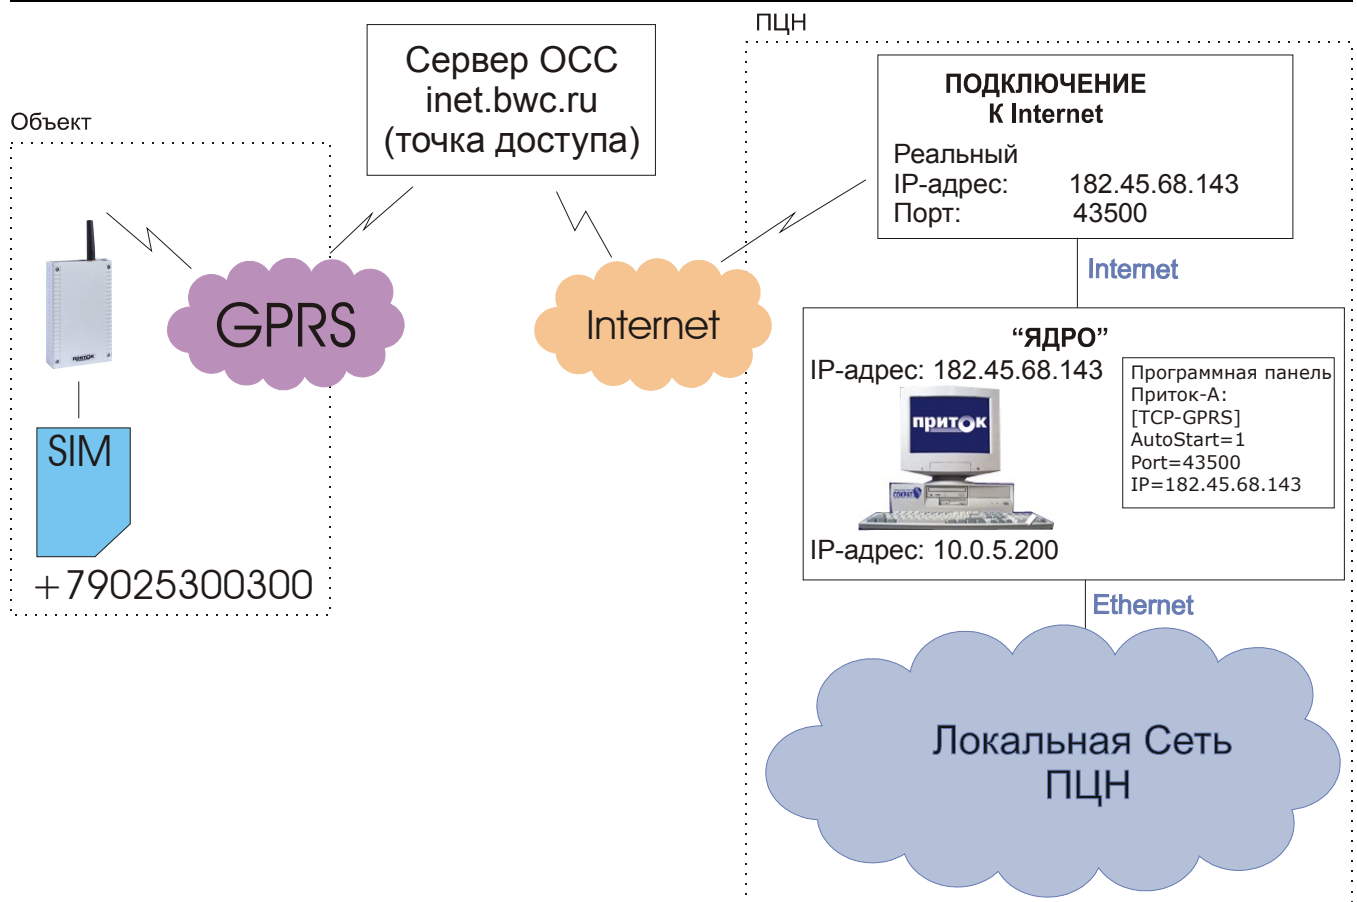 ПЦН
Сервер ОСС
inet.bwc.ru
(точка доступа)
Объект
ПОДКЛЮЧЕНИЕ
К Internet
Реальный
IP-адрес: 182.45.68.143
Порт: 43500
GPRS
Internet
Internet
приток
SIM
+79025300300
“ЯДРО”
IP-адрес: 182.45.68.143
приток
СОКРАТ
Программная панель
Приток-А:
[TCP-GPRS]
AutoStart=1
Port=43500
IP=182.45.68.143
IP-адрес: 10.0.5.200
Ethernet
Локальная Сеть
ПЦН